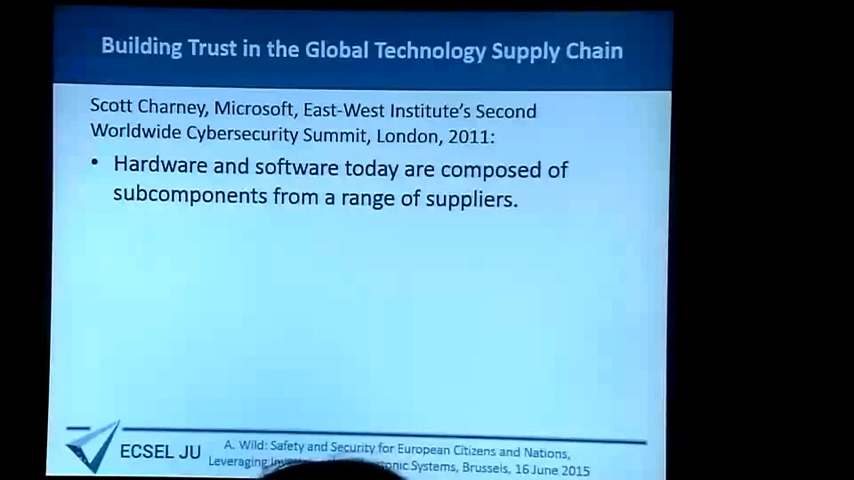 Building Trust in the Global Technology Supply Chain
Scott Charney, Microsoft, East-West Institute's Second
Worldwide Cybersecurity Summit, London, 2011:
• Hardware and software today are composed of
subcomponents from a range of suppliers.
ECSEL JU
A. Wild: Safety and Security for European Citizens and Nations,
Leveraging Systems, Brussels, 16 June 2015